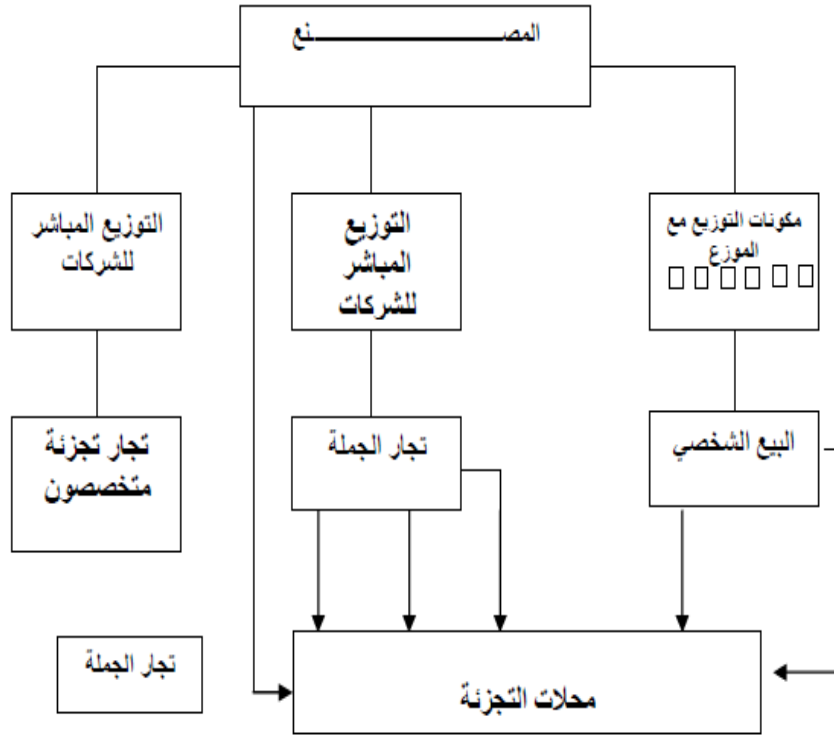 المصـــــــــــــــــــــنع
مكونات التوزيع مع
الموزع
التوزيع
المباشر
للشركات
التوزيع المباشر
للشركات
البيع الشخصي
تجار الجملة
تجار تجزئة
متخصصون
محلات التجزئة
تجار الجملة